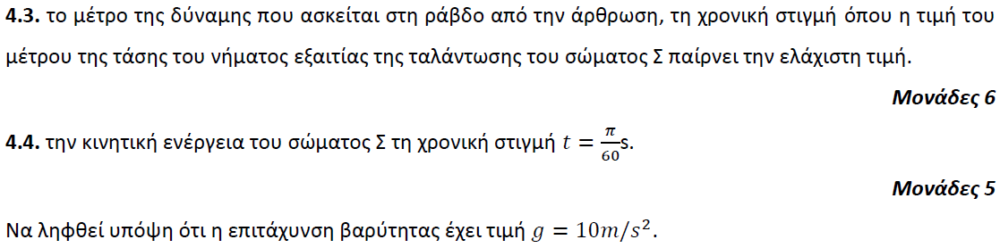 4.3. το μέτρο της δύναμης που ασκείται στη ράβδο από την άρθρωση, τη χρονική στιγμή όπου η τιμή του
μέτρου της τάσης του νήματος εξαιτίας της ταλάντωσης του σώματος Σ παίρνει την ελάχιστη τιμή.
Μονάδες 6
4.4. την κινητική ενέργεια του σώματος Σ τη χρονική στιγμή t = π/60 s.
Μονάδες 5
Να ληφθεί υπόψη ότι η επιτάχυνση βαρύτητας έχει τιμή g = 10m/s².